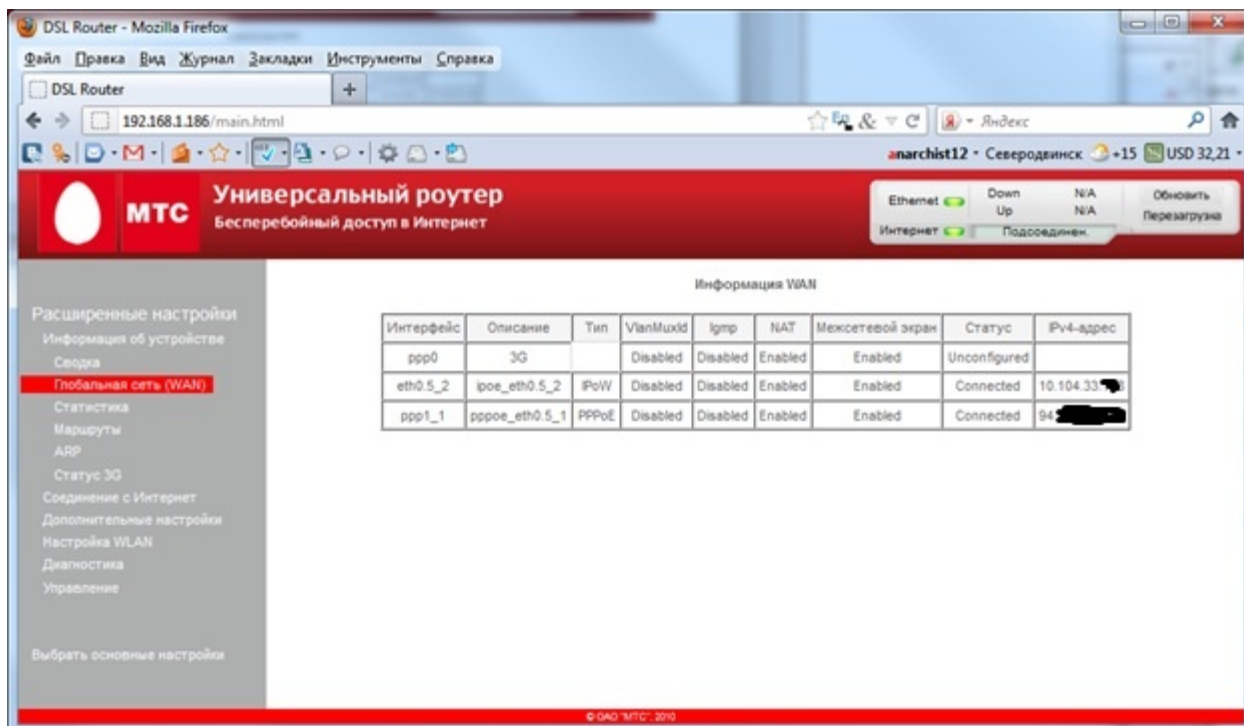 DSL Router - Mozilla Firefox
Файл Правка Вид Журнал Закладки Инструменты Справка
DSL Router
192.168.1.186/main.html
Яндекс
anarchist12 · Северодвинск +15 USD 32,21
МТС
Универсальный роутер
Бесперебойный доступ в Интернет
Ethernet Down N/A Обновить
Up N/A Перезагрузка
Интернет Подсоединен.
Информация WAN
Расширенные настройки
Информация об устройстве
Сводка
Глобальная сеть (WAN)
Статистика
Маршруты
ARP
Статус 3G
Соединение с Интернет
Дополнительные настройки
Настройка WLAN
Диагностика
Управление
Выбрать основные настройки
Интерфейс Описание Тип VlanMuxId Igmp NAT Межсетевой экран Статус IPv4-адрес
ppp0 3G Disabled Disabled Enabled Enabled Unconfigured
eth0.5_2 ipoe_eth0.5_2 IPoW Disabled Disabled Enabled Enabled Connected 10.104.33.
ppp1_1 pppoe_eth0.5_1 PPPoE Disabled Disabled Enabled Enabled Connected 94.
© ОАО "МТС", 2010